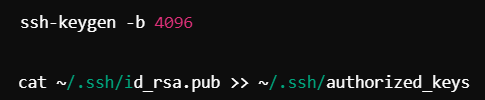 ssh-keygen -b 4096
cat ~/.ssh/id_rsa.pub >> ~/.ssh/authorized_keys